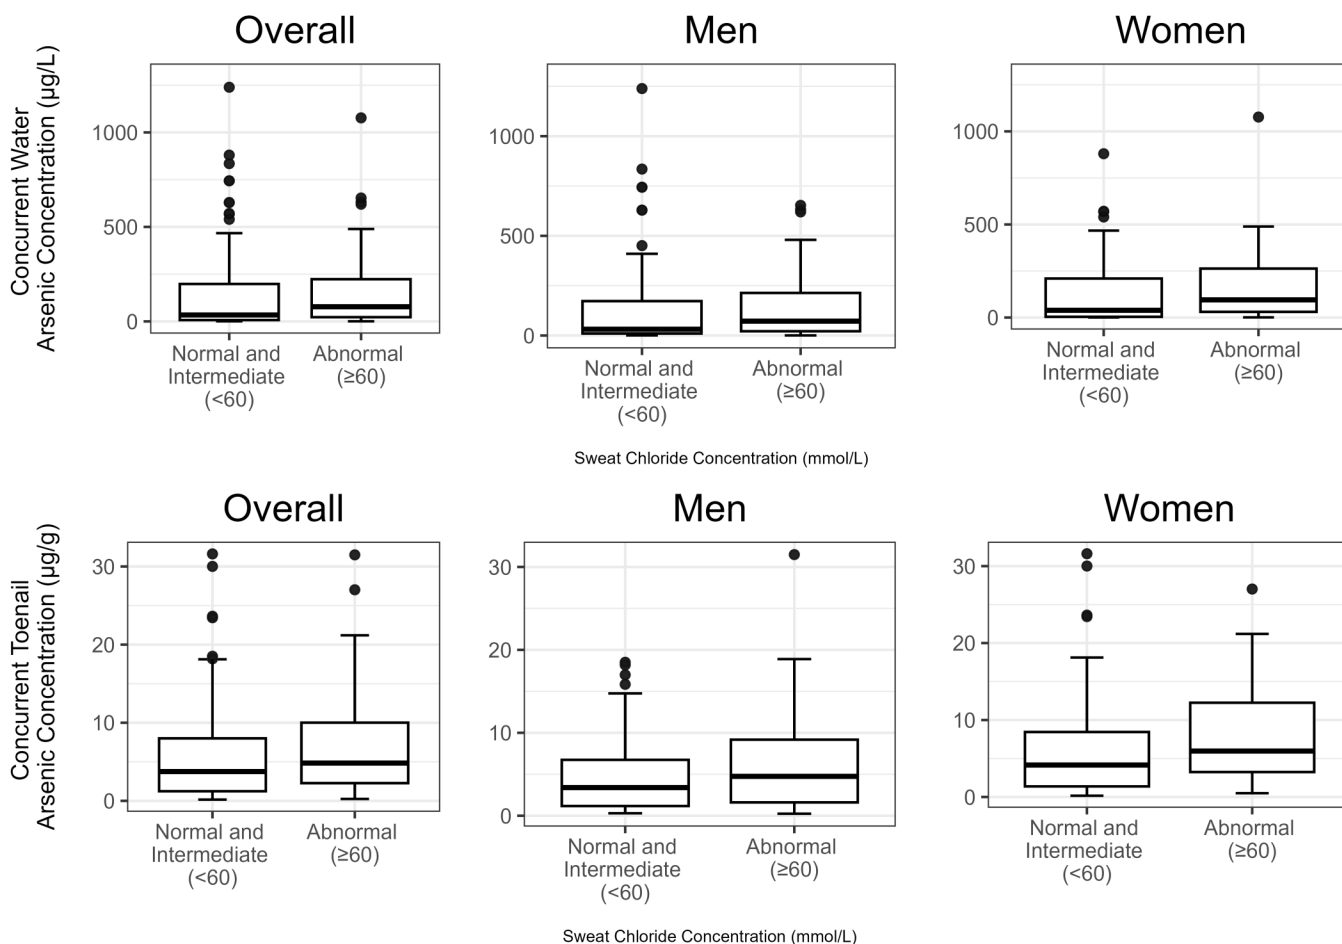 Overall
Men
Women
Concurrent Water
Arsenic Concentration (µg/L)
1000
500
0
1000
500
0
1000
500
0
Normal and
Intermediate
(<60)
Abnormal
(≥60)
Normal and
Intermediate
(<60)
Abnormal
(≥60)
Normal and
Intermediate
(<60)
Abnormal
(≥60)
Sweat Chloride Concentration (mmol/L)
Overall
Men
Women
Concurrent Toenail
Arsenic Concentration (µg/g)
30
20
10
0
30
20
10
0
30
20
10
0
Normal and
Intermediate
(<60)
Abnormal
(≥60)
Normal and
Intermediate
(<60)
Abnormal
(≥60)
Normal and
Intermediate
(<60)
Abnormal
(≥60)
Sweat Chloride Concentration (mmol/L)